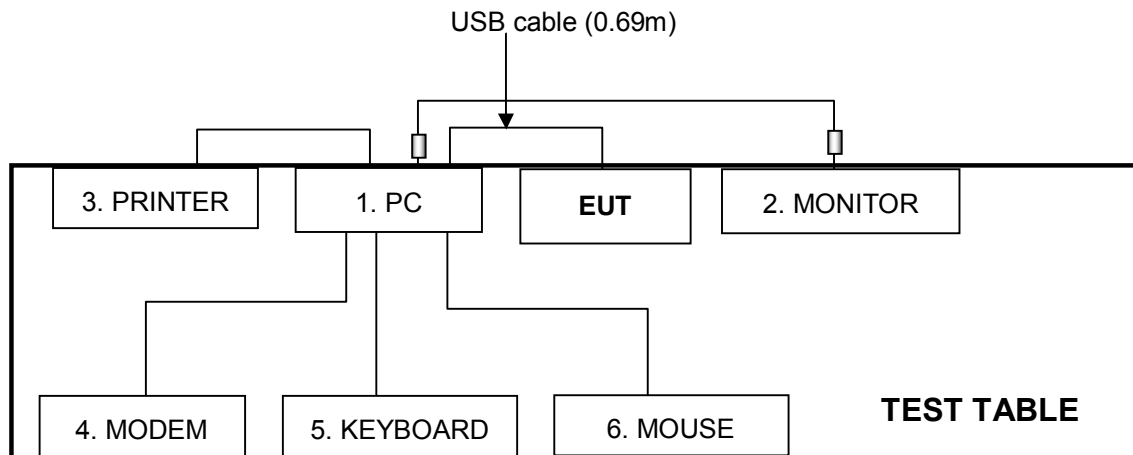 USB cable (0.69m)
3. PRINTER
1. PC
EUT
2. MONITOR
4. MODEM
5. KEYBOARD
6. MOUSE
TEST TABLE